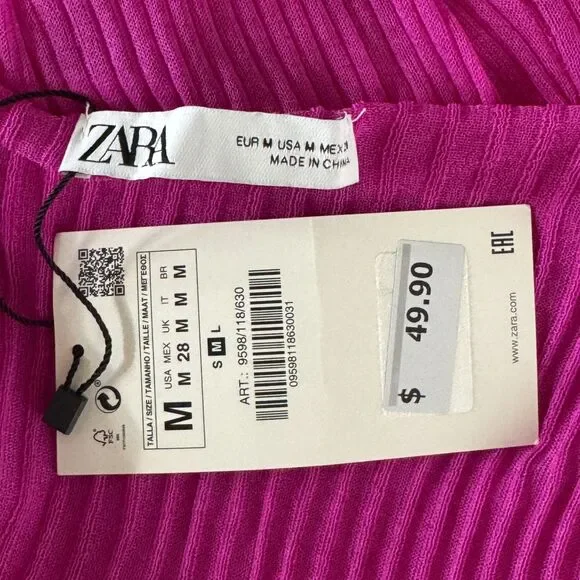 ZARA
EUR M USA M MEX 28
MADE IN CHINA
TALLA / SIZE / TAMANHO / TAILLE / MAAT / ΜΕΓΕΘΟΣ
M
USA MEX UK IT BR
M 28 M M M
S M L
ART.: 9598/118/630
09598118630031
$ 49.90
EAC
www.zara.com
FSC